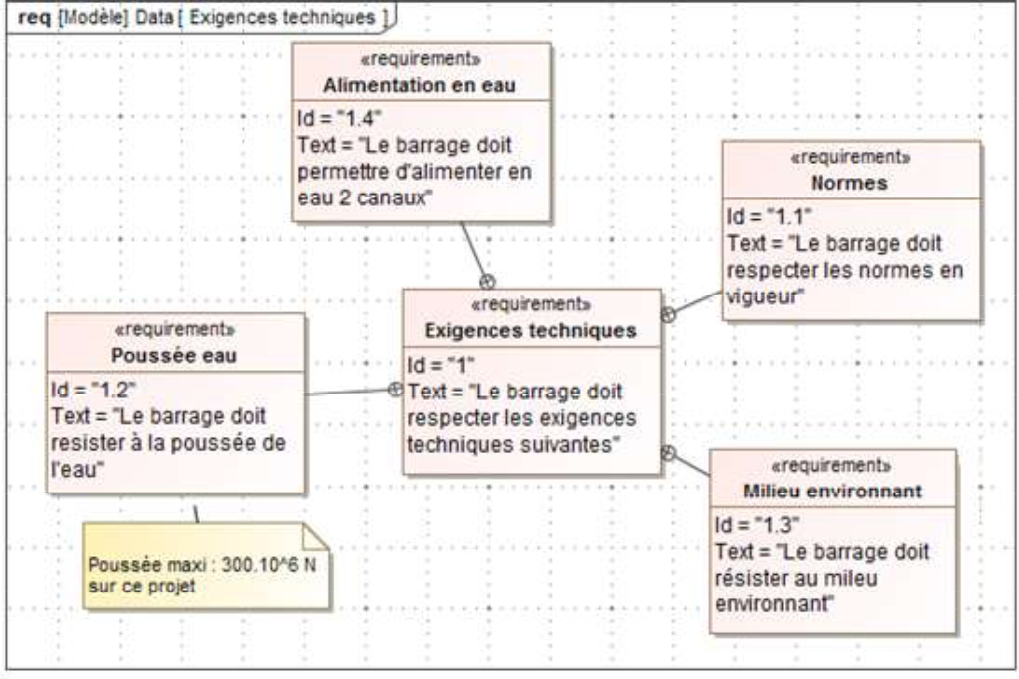 req [Modèle] Data [ Exigences techniques ]
«requirement»
Alimentation en eau
Id = "1.4"
Text = "Le barrage doit
permettre d'alimenter en
eau 2 canaux"
«requirement»
Normes
Id = "1.1"
Text = "Le barrage doit
respecter les normes en
vigueur"
«requirement»
Exigences techniques
Id = "1"
Text = "Le barrage doit
respecter les exigences
techniques suivantes"
«requirement»
Poussée eau
Id = "1.2"
Text = "Le barrage doit
resister à la poussée de
l'eau"
«requirement»
Milieu environnant
Id = "1.3"
Text = "Le barrage doit
résister au mileu
environnant"
Poussée maxi : 300.10^6 N
sur ce projet